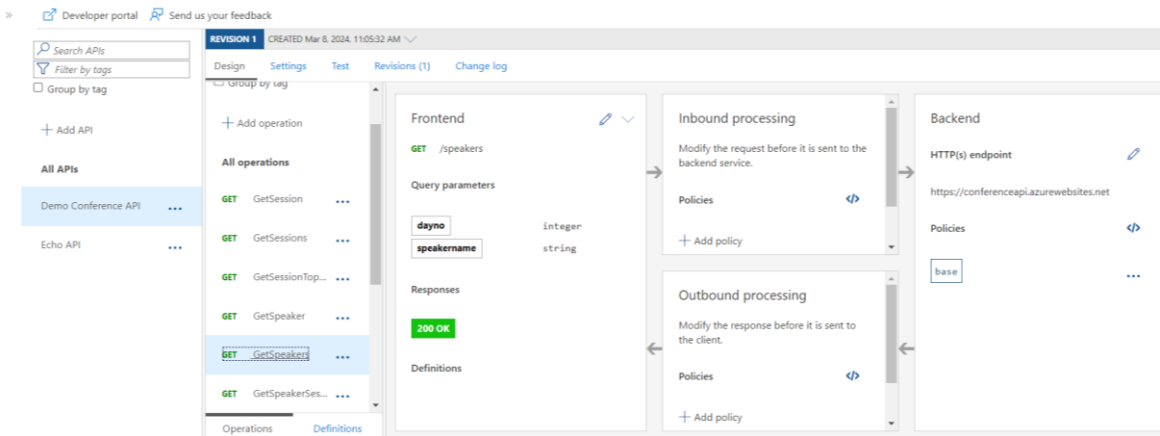 Developer portal Send us your feedback
Search APIs
Filter by tags
Group by tag
Add API
All APIs
Demo Conference API ...
Echo API ...
REVISION 1 CREATED Mar 8, 2024, 11:05:32 AM
Design Settings Test Revisions (1) Change log
Group by tag
Add operation
All operations
GET GetSession ...
GET GetSessions ...
GET GetSessionTop... ...
GET GetSpeaker ...
GET GetSpeakers ...
GET GetSpeakerSes... ...
Operations Definitions
Frontend
GET /speakers
Query parameters
dayno integer
speakername string
Responses
200 OK
Definitions
Inbound processing
Modify the request before it is sent to the
backend service.
Policies </>
Add policy
Outbound processing
Modify the response before it is sent to
the client.
Policies </>
Add policy
Backend
HTTP(s) endpoint
https://conferenceapi.azurewebsites.net
Policies </>
base ...